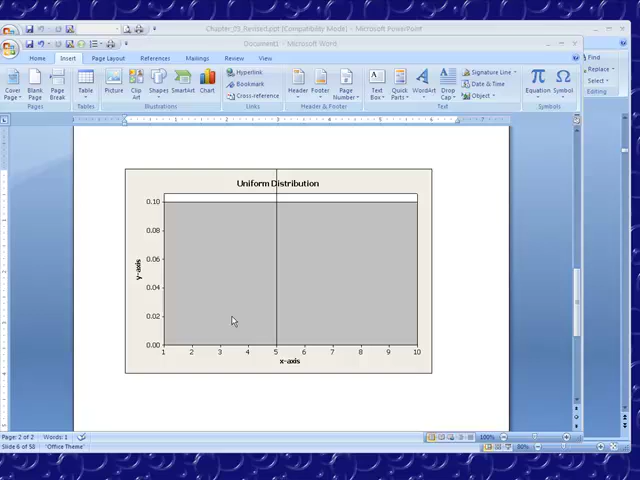 Chapter_05_Revised.ppt [Compatibility Mode] - Microsoft PowerPoint
Document1 - Microsoft Word
Home Insert Page Layout References Mailings Review View
Find
Replace
Select
Editing
Cover Page Blank Page Page Break
Pages
Table
Tables
Picture Clip Art Shapes SmartArt Chart
Illustrations
Hyperlink
Bookmark
Cross-reference
Links
Header Footer Page Number
Header & Footer
Text Box Quick Parts WordArt Drop Cap
Signature Line
Date & Time
Object
Text
Equation Symbol
Symbols
Uniform Distribution
0.10
0.08
0.06
0.04
0.02
0.00
y-axis
1 2 3 4 5 6 7 8 9 10
x-axis
Page: 2 of 2 Words: 1 100%
Slide 6 of 58 "Office Theme" 80%